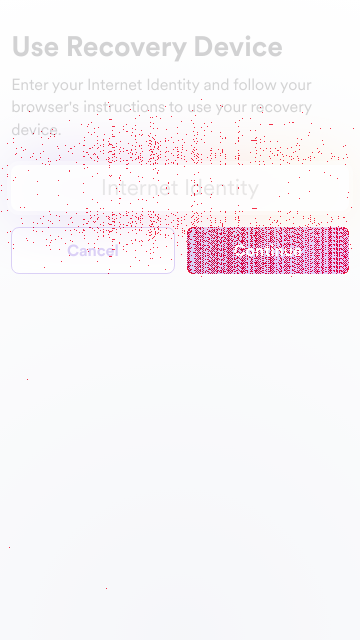 Use Recovery Device
Enter your Internet Identity and follow your
browser's instructions to use your recovery
device.
Internet Identity
Cancel
Continue